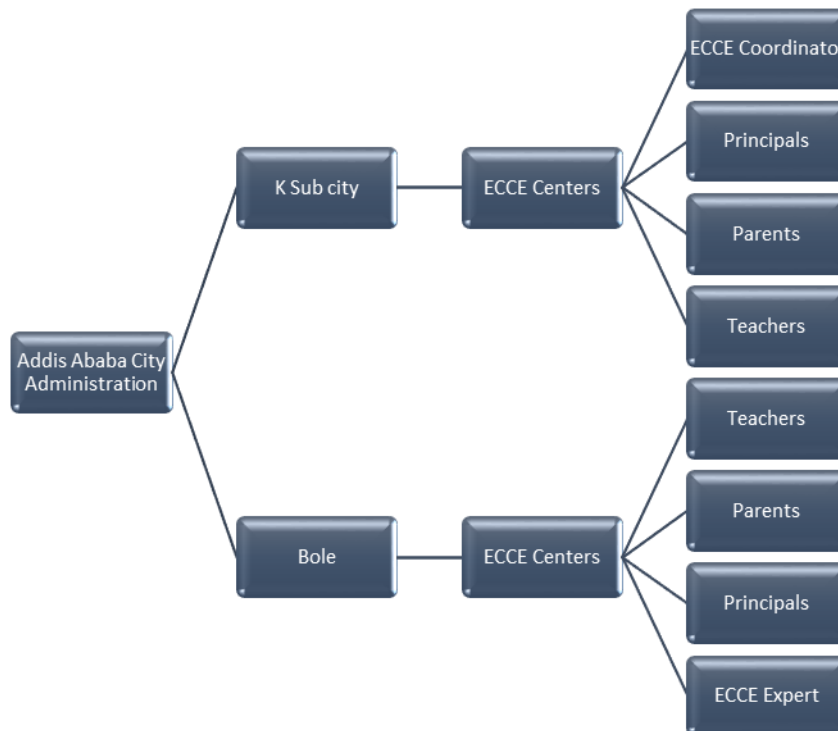 ECCE Coordinato
Principals
K Sub city
ECCE Centers
Parents
Teachers
Addis Ababa City
Administration
Teachers
Parents
Bole
ECCE Centers
Principals
ECCE Expert